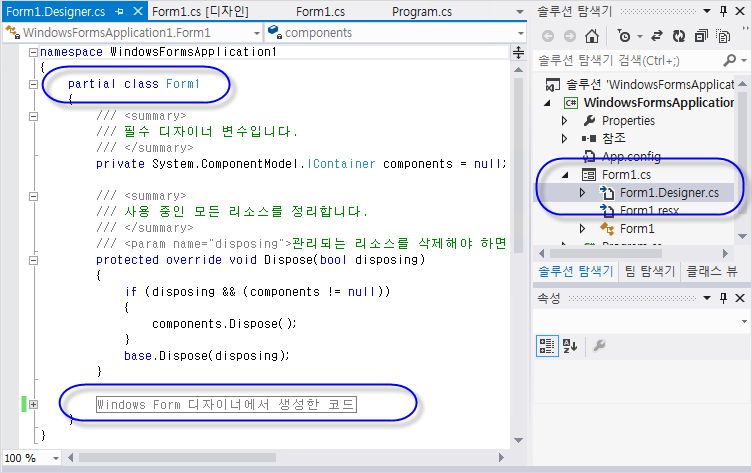 Form1.Designer.cs
Form1.cs [디자인]
Form1.cs
Program.cs
WindowsFormsApplication1.Form1
components
namespace WindowsFormsApplication1
{
partial class Form1
{
/// <summary>
/// 필수 디자이너 변수입니다.
/// </summary>
private System.ComponentModel.IContainer components = null;
/// <summary>
/// 사용 중인 모든 리소스를 정리합니다.
/// </summary>
/// <param name="disposing">관리되는 리소스를 삭제해야 하면
protected override void Dispose(bool disposing)
{
if (disposing && (components != null))
{
components.Dispose();
}
base.Dispose(disposing);
}
Windows Form 디자이너에서 생성한 코드
}
}
100 %
솔루션 탐색기
솔루션 탐색기 검색(Ctrl+;)
솔루션 'WindowsFormsApplication
WindowsFormsApplication
Properties
참조
App.config
Form1.cs
Form1.Designer.cs
Form1.resx
Form1
Program.cs
솔루션 탐색기
팀 탐색기
클래스 뷰
속성